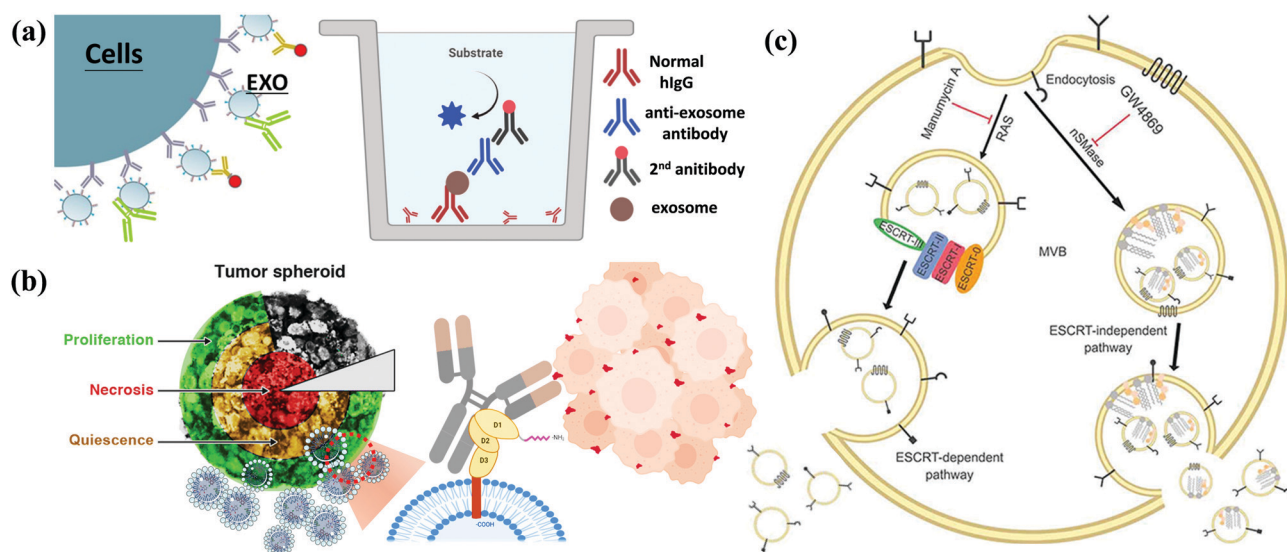 (a)
Cells
EXO
Substrate
Normal
hIgG
anti-exosome
antibody
2nd anitibody
exosome
(b)
Tumor spheroid
Proliferation
Necrosis
Quiescence
D1
D2
D3
-NH2
-COOH
(c)
Endocytosis
Manumycin A
RAS
GW4869
nSMase
ESCRT-III
ESCRT-II
ESCRT-I
ESCRT-0
MVB
ESCRT-independent
pathway
ESCRT-dependent
pathway